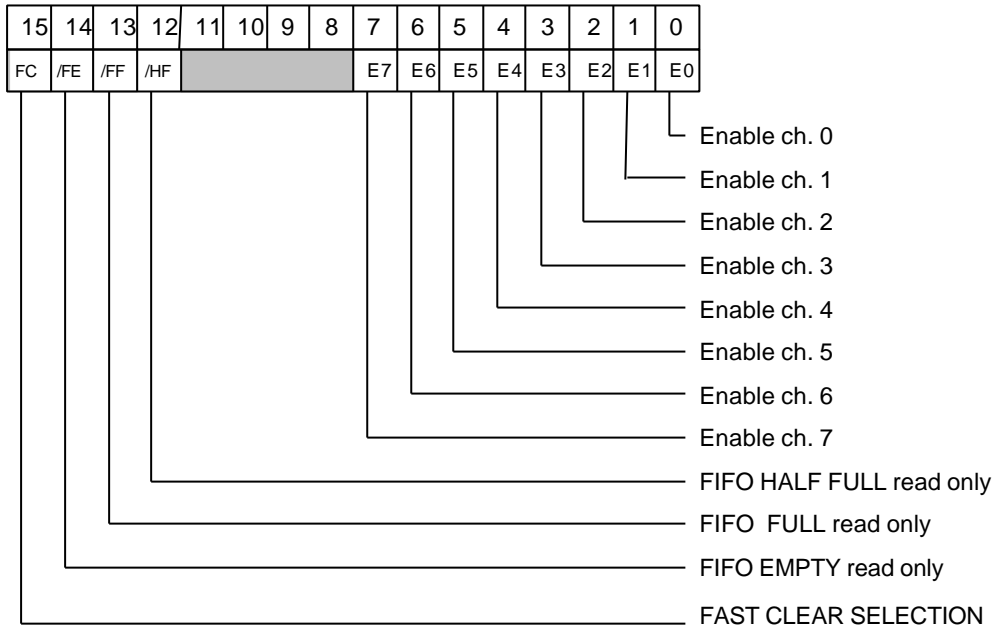 15 14 13 12 11 10 9 8 7 6 5 4 3 2 1 0
FC /FE /FF /HF E7 E6 E5 E4 E3 E2 E1 E0
Enable ch. 0
Enable ch. 1
Enable ch. 2
Enable ch. 3
Enable ch. 4
Enable ch. 5
Enable ch. 6
Enable ch. 7
FIFO HALF FULL read only
FIFO FULL read only
FIFO EMPTY read only
FAST CLEAR SELECTION